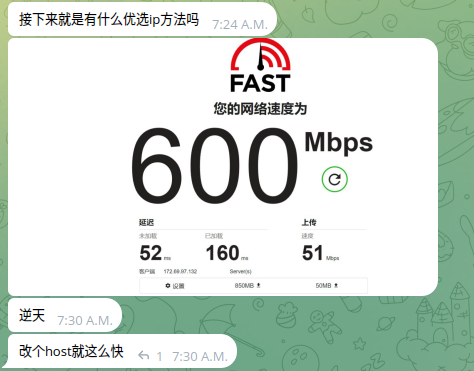 接下来就是有什么优选ip方法吗 7:24 A.M.
FAST
您的网络速度为
600 Mbps
延迟 上传
未加载 已加载 速度
52 ms 160 ms 51 Mbps
客户端 172.69.97.132 Server(s)
设置 850MB 50MB
逆天 7:30 A.M.
改个host就这么快 1 7:30 A.M.